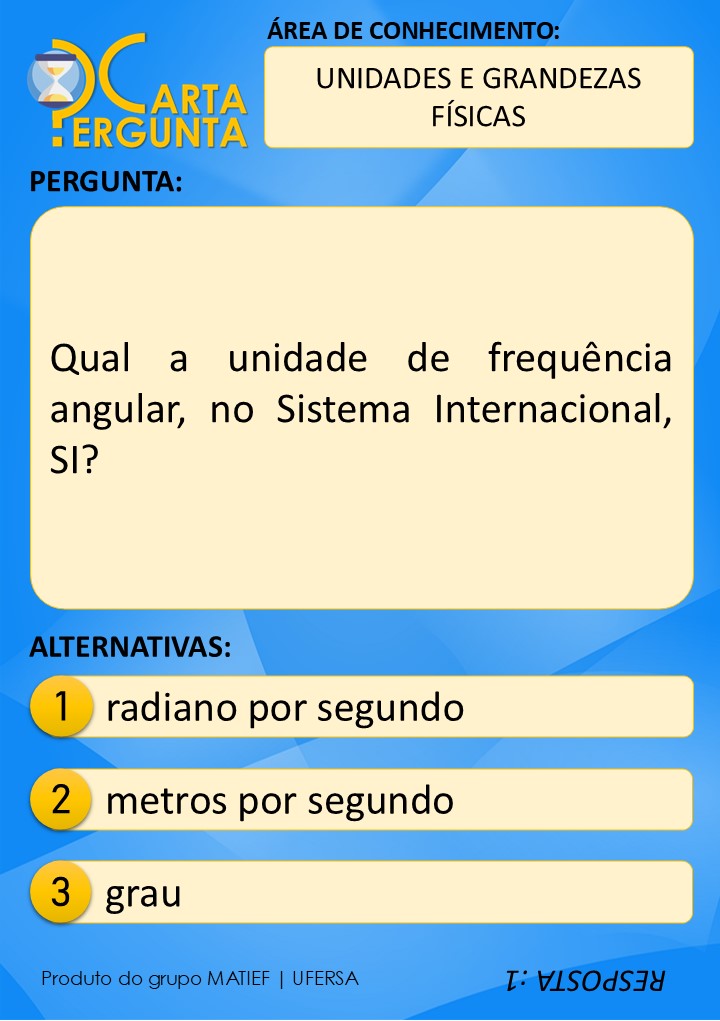 CARTA
PERGUNTA
ÁREA DE CONHECIMENTO:
UNIDADES E GRANDEZAS
FÍSICAS
PERGUNTA:
Qual a unidade de frequência
angular, no Sistema Internacional,
SI?
ALTERNATIVAS:
1 radiano por segundo
2 metros por segundo
3 grau
Produto do grupo MATIEF | UFERSA
RESPOSTA :1